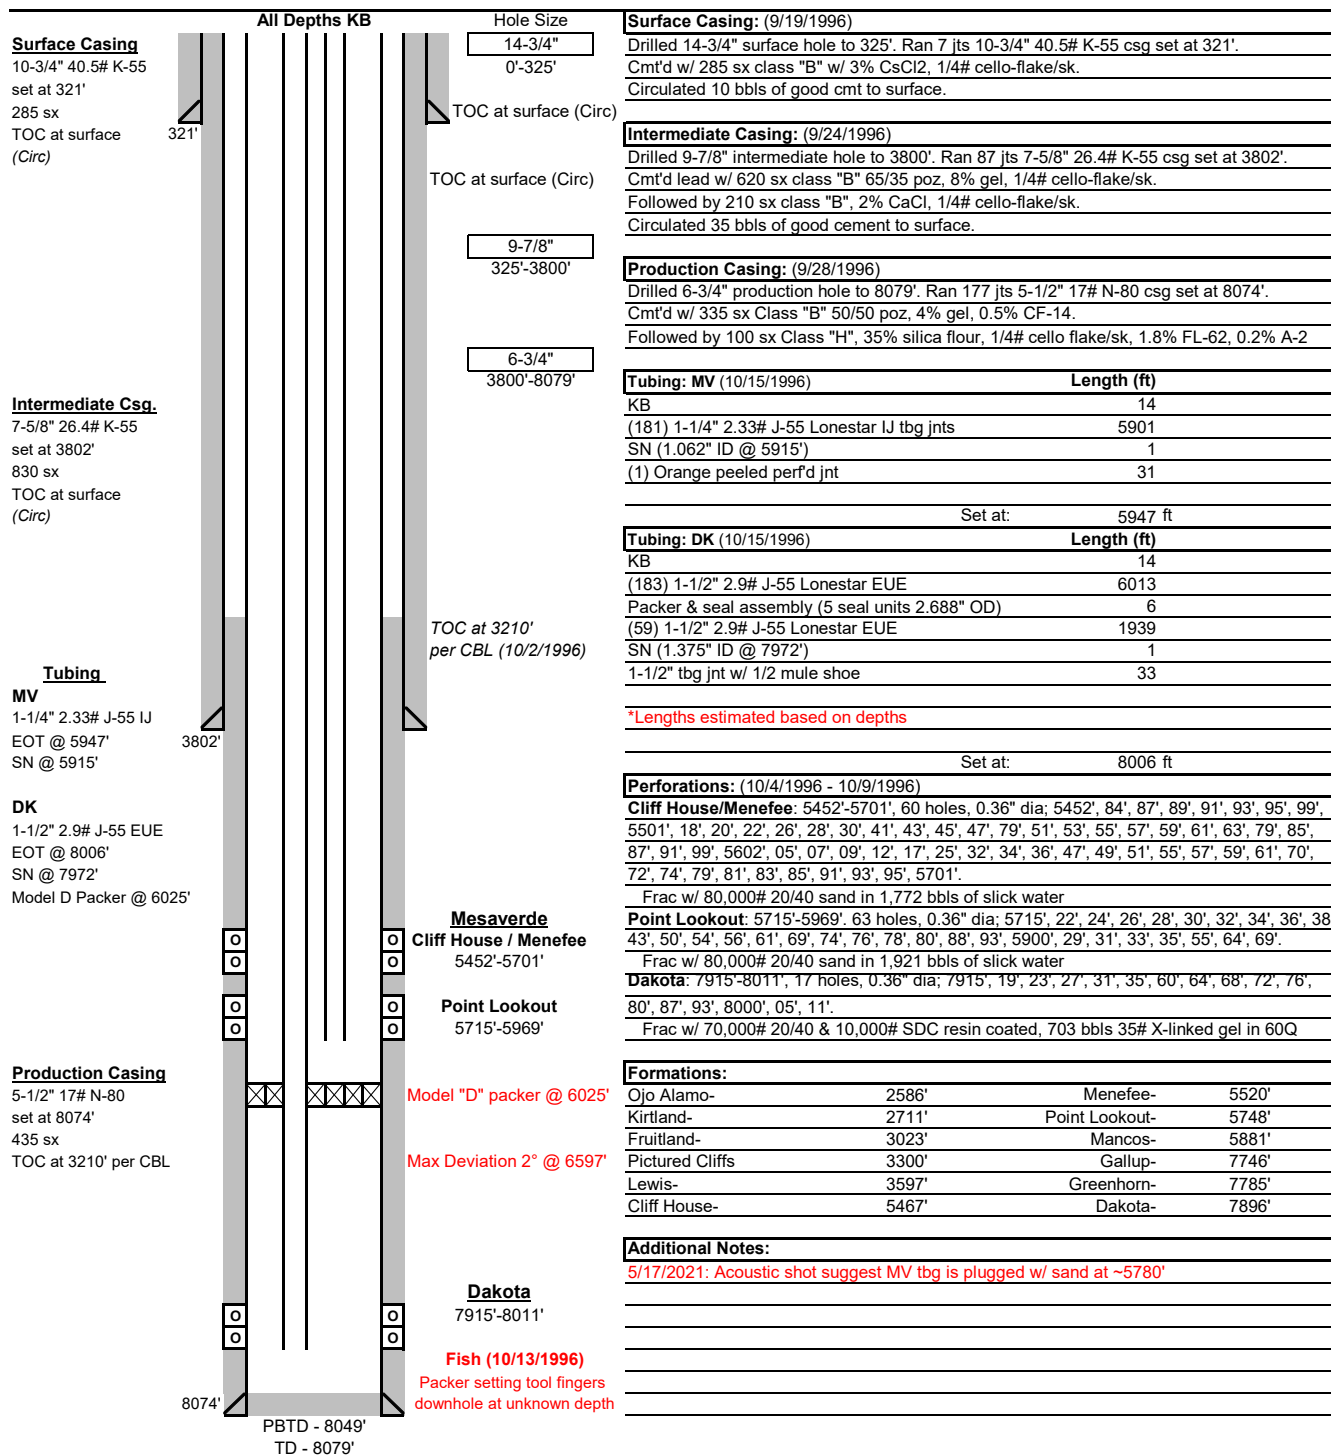 All Depths KB
Surface Casing
10-3/4" 40.5# K-55
set at 321'
285 sx
TOC at surface
(Circ)
321'
Hole Size
14-3/4"
0'-325'
TOC at surface (Circ)
TOC at surface (Circ)
9-7/8"
325'-3800'
6-3/4"
3800'-8079'
Intermediate Csg.
7-5/8" 26.4# K-55
set at 3802'
830 sx
TOC at surface
(Circ)
TOC at 3210'
per CBL (10/2/1996)
Tubing
MV
1-1/4" 2.33# J-55 IJ
EOT @ 5947'
SN @ 5915'
3802'
DK
1-1/2" 2.9# J-55 EUE
EOT @ 8006'
SN @ 7972'
Model D Packer @ 6025'
Mesaverde
O O Cliff House / Menefee
O O 5452'-5701'
O O Point Lookout
O O 5715'-5969'
Production Casing
5-1/2" 17# N-80
set at 8074'
435 sx
TOC at 3210' per CBL
Model "D" packer @ 6025'
Max Deviation 2° @ 6597'
Dakota
O O 7915'-8011'
O O
Fish (10/13/1996)
Packer setting tool fingers
downhole at unknown depth
8074'
PBTD - 8049'
TD - 8079'
Surface Casing: (9/19/1996)
Drilled 14-3/4" surface hole to 325'. Ran 7 jts 10-3/4" 40.5# K-55 csg set at 321'.
Cmt'd w/ 285 sx class "B" w/ 3% CsCl2, 1/4# cello-flake/sk.
Circulated 10 bbls of good cmt to surface.
Intermediate Casing: (9/24/1996)
Drilled 9-7/8" intermediate hole to 3800'. Ran 87 jts 7-5/8" 26.4# K-55 csg set at 3802'.
Cmt'd lead w/ 620 sx class "B" 65/35 poz, 8% gel, 1/4# cello-flake/sk.
Followed by 210 sx class "B", 2% CaCl, 1/4# cello-flake/sk.
Circulated 35 bbls of good cement to surface.
Production Casing: (9/28/1996)
Drilled 6-3/4" production hole to 8079'. Ran 177 jts 5-1/2" 17# N-80 csg set at 8074'.
Cmt'd w/ 335 sx Class "B" 50/50 poz, 4% gel, 0.5% CF-14.
Followed by 100 sx Class "H", 35% silica flour, 1/4# cello flake/sk, 1.8% FL-62, 0.2% A-2
Tubing: MV (10/15/1996) Length (ft)
KB 14
(181) 1-1/4" 2.33# J-55 Lonestar IJ tbg jnts 5901
SN (1.062" ID @ 5915') 1
(1) Orange peeled perf'd jnt 31
Set at: 5947 ft
Tubing: DK (10/15/1996) Length (ft)
KB 14
(183) 1-1/2" 2.9# J-55 Lonestar EUE 6013
Packer & seal assembly (5 seal units 2.688" OD) 6
(59) 1-1/2" 2.9# J-55 Lonestar EUE 1939
SN (1.375" ID @ 7972') 1
1-1/2" tbg jnt w/ 1/2 mule shoe 33
*Lengths estimated based on depths
Set at: 8006 ft
Perforations: (10/4/1996 - 10/9/1996)
Cliff House/Menefee: 5452'-5701', 60 holes, 0.36" dia; 5452', 84', 87', 89', 91', 93', 95', 99',
5501', 18', 20', 22', 26', 28', 30', 41', 43', 45', 47', 79', 51', 53', 55', 57', 59', 61', 63', 79', 85',
87', 91', 99', 5602', 05', 07', 09', 12', 17', 25', 32', 34', 36', 47', 49', 51', 55', 57', 59', 61', 70',
72', 74', 79', 81', 83', 85', 91', 93', 95', 5701'.
Frac w/ 80,000# 20/40 sand in 1,772 bbls of slick water
Point Lookout: 5715'-5969'. 63 holes, 0.36" dia; 5715', 22', 24', 26', 28', 30', 32', 34', 36', 38
43', 50', 54', 56', 61', 69', 74', 76', 78', 80', 88', 93', 5900'. 29', 31', 33', 35', 55', 64', 69'.
Frac w/ 80,000# 20/40 sand in 1,921 bbls of slick water
Dakota: 7915'-8011', 17 holes, 0.36" dia; 7915', 19', 23', 27', 31', 35', 60', 64', 68', 72', 76',
80', 87', 93', 8000', 05', 11'.
Frac w/ 70,000# 20/40 & 10,000# SDC resin coated, 703 bbls 35# X-linked gel in 60Q
Formations:
Ojo Alamo- 2586' Menefee- 5520'
Kirtland- 2711' Point Lookout- 5748'
Fruitland- 3023' Mancos- 5881'
Pictured Cliffs 3300' Gallup- 7746'
Lewis- 3597' Greenhorn- 7785'
Cliff House- 5467' Dakota- 7896'
Additional Notes:
5/17/2021: Acoustic shot suggest MV tbg is plugged w/ sand at ~5780'